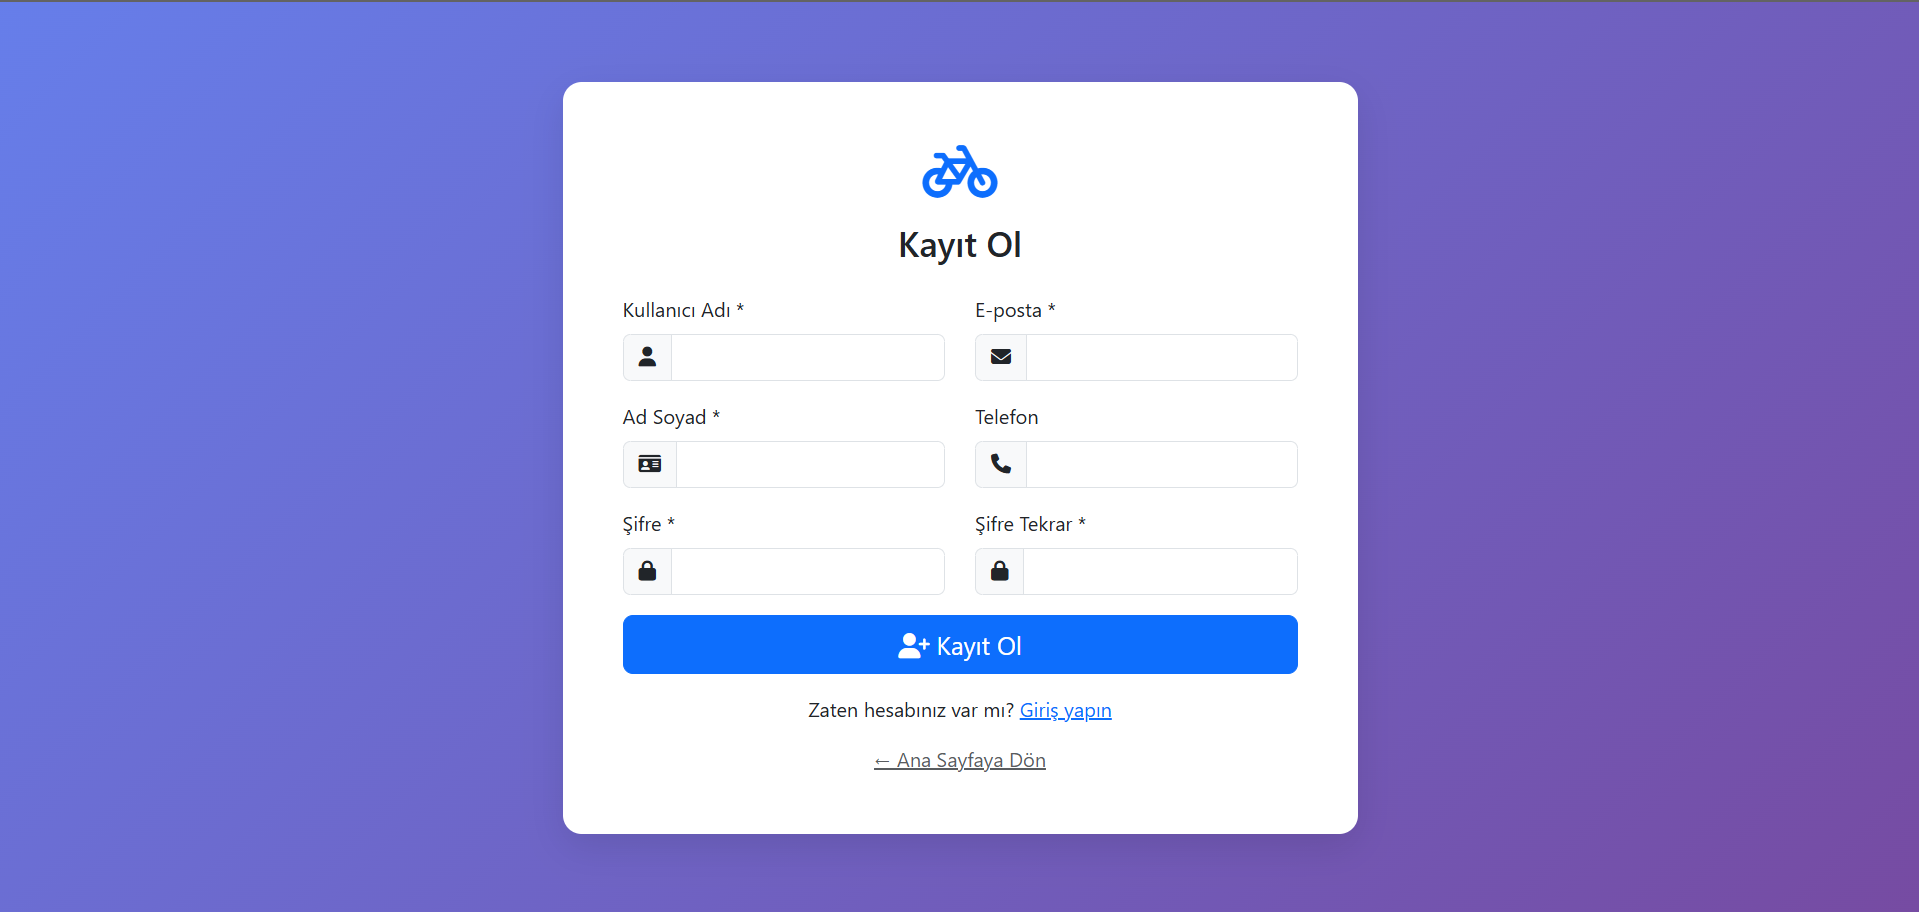 Kayıt Ol
Kullanıcı Adı *
E-posta *
Ad Soyad *
Telefon
Şifre *
Şifre Tekrar *
Kayıt Ol
Zaten hesabınız var mı? Giriş yapın
← Ana Sayfaya Dön